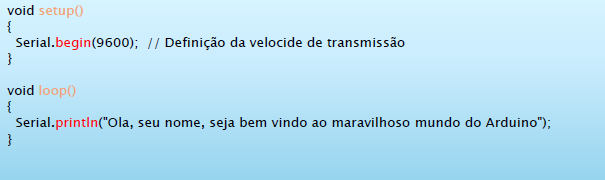 void setup()
{
Serial.begin(9600);  // Definição da velocide de transmissão
}
void loop()
{
Serial.println("Ola, seu nome, seja bem vindo ao maravilhoso mundo do Arduino");
}